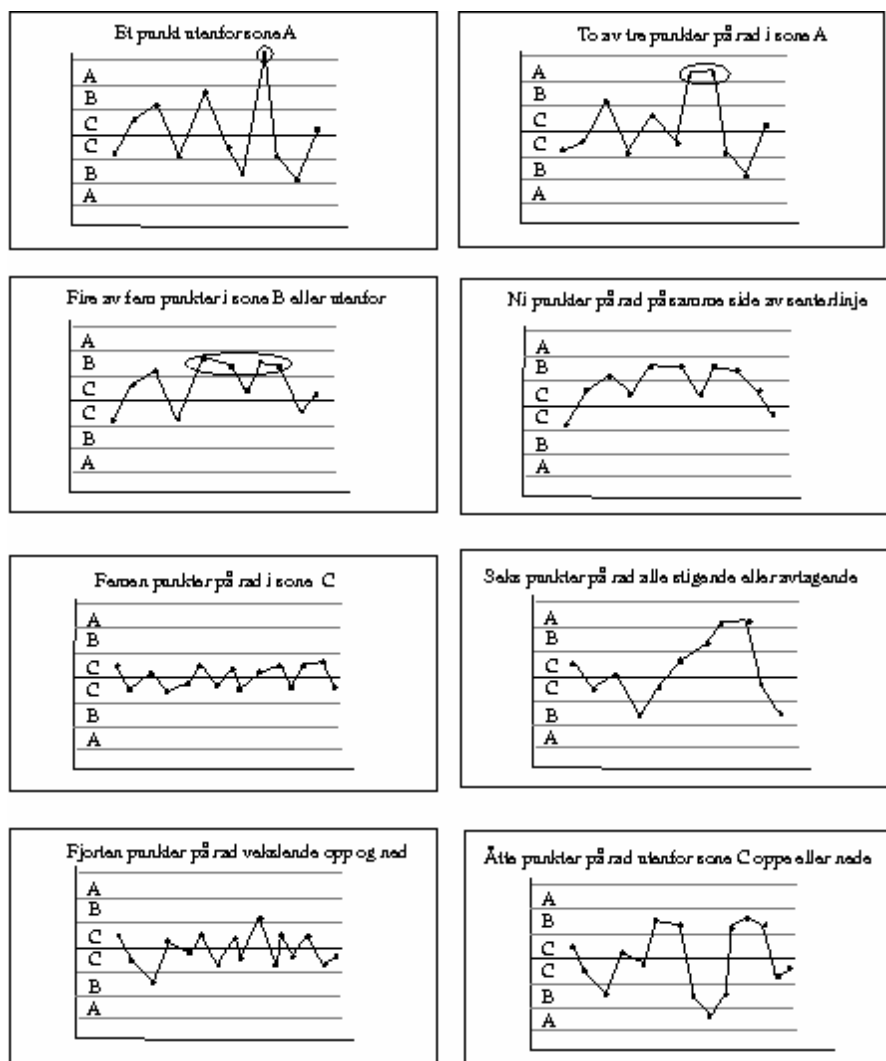 Et punkt utenfor sone A
A
B
C
C
B
A
To av tre punkter på rad i sone A
A
B
C
C
B
A
Fire av fem punkter i sone B eller utenfor
A
B
C
C
B
A
Ni punkter på rad på samme side av senterlinje
A
B
C
C
B
A
Femten punkter på rad i sone C
A
B
C
C
B
A
Seks punkter på rad alle stigende eller avtagende
A
B
C
C
B
A
Fjorten punkter på rad vekslende opp og ned
A
B
C
C
B
A
Åtte punkter på rad utenfor sone C oppe eller nede
A
B
C
C
B
A